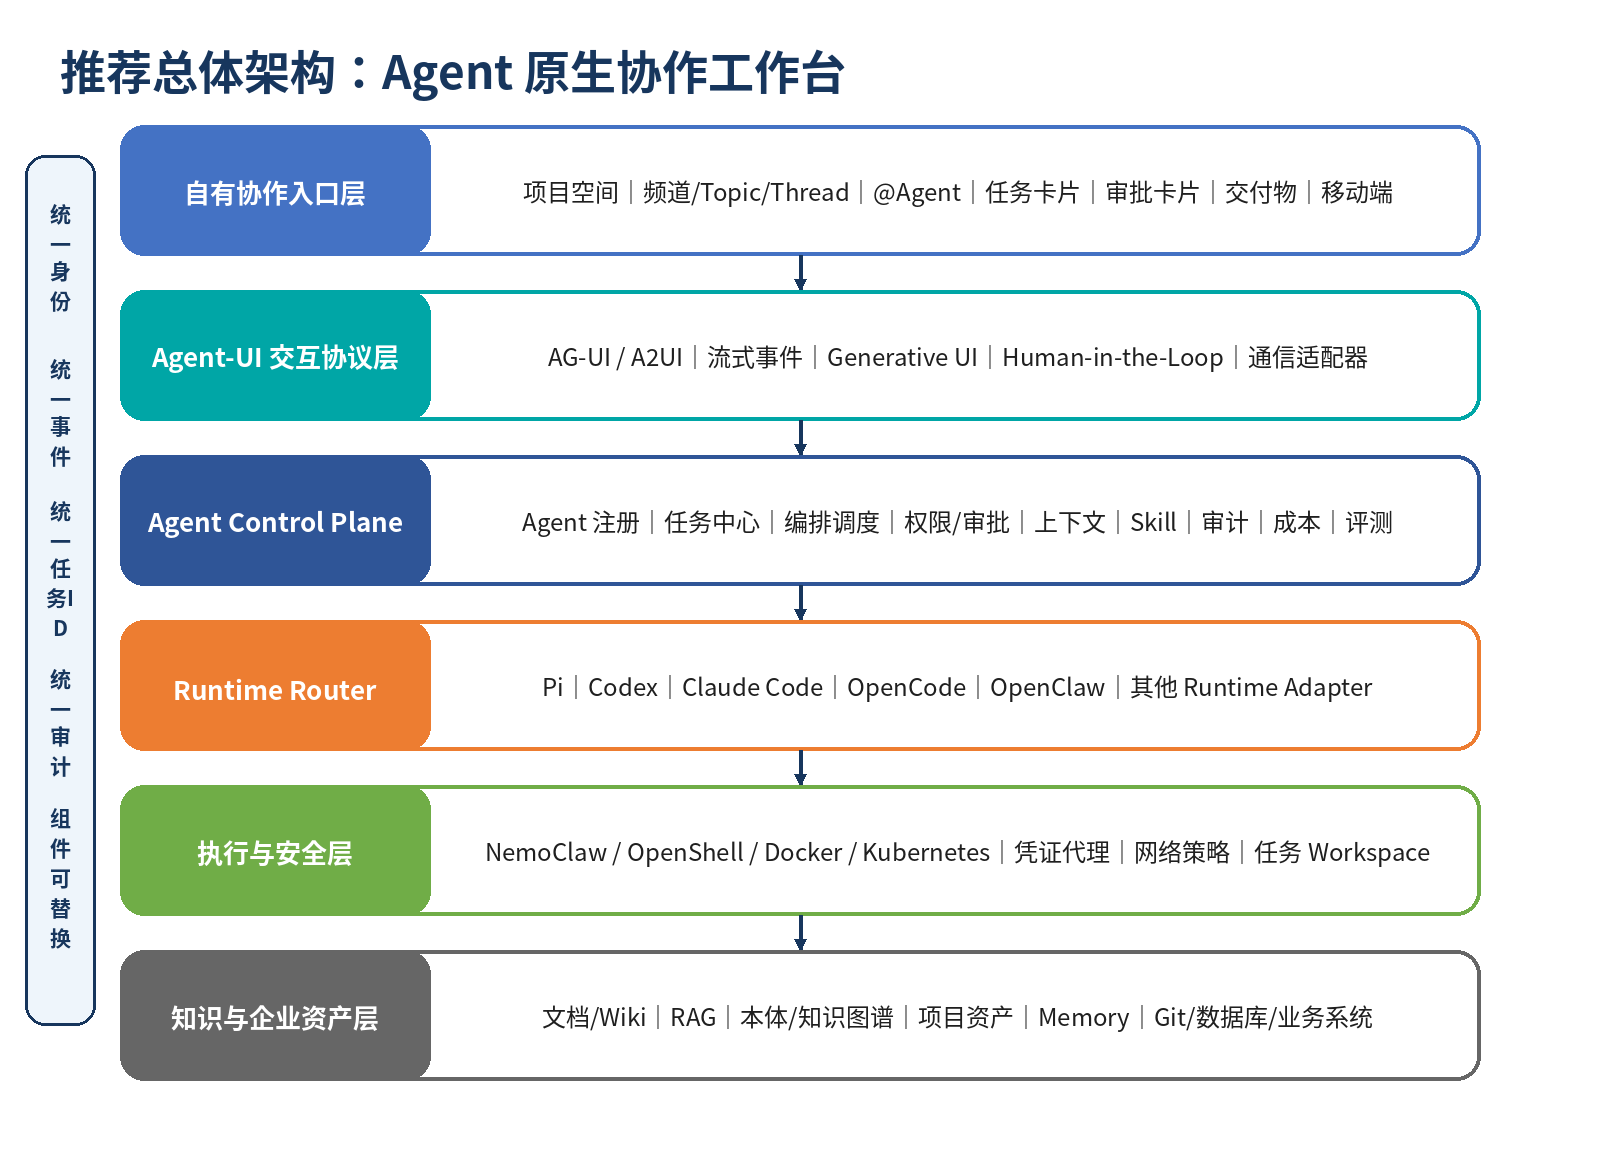 推荐总体架构：Agent 原生协作工作台
统一身份
统一事件
统一任务ID
统一审计
组件可替换
自有协作入口层
项目空间｜频道/Topic/Thread｜@Agent｜任务卡片｜审批卡片｜交付物｜移动端
Agent-UI 交互协议层
AG-UI / A2UI｜流式事件｜Generative UI｜Human-in-the-Loop｜通信适配器
Agent Control Plane
Agent 注册｜任务中心｜编排调度｜权限/审批｜上下文｜Skill｜审计｜成本｜评测
Runtime Router
Pi｜Codex｜Claude Code｜OpenCode｜OpenClaw｜其他 Runtime Adapter
执行与安全层
NemoClaw / OpenShell / Docker / Kubernetes｜凭证代理｜网络策略｜任务 Workspace
知识与企业资产层
文档/Wiki｜RAG｜本体/知识图谱｜项目资产｜Memory｜Git/数据库/业务系统